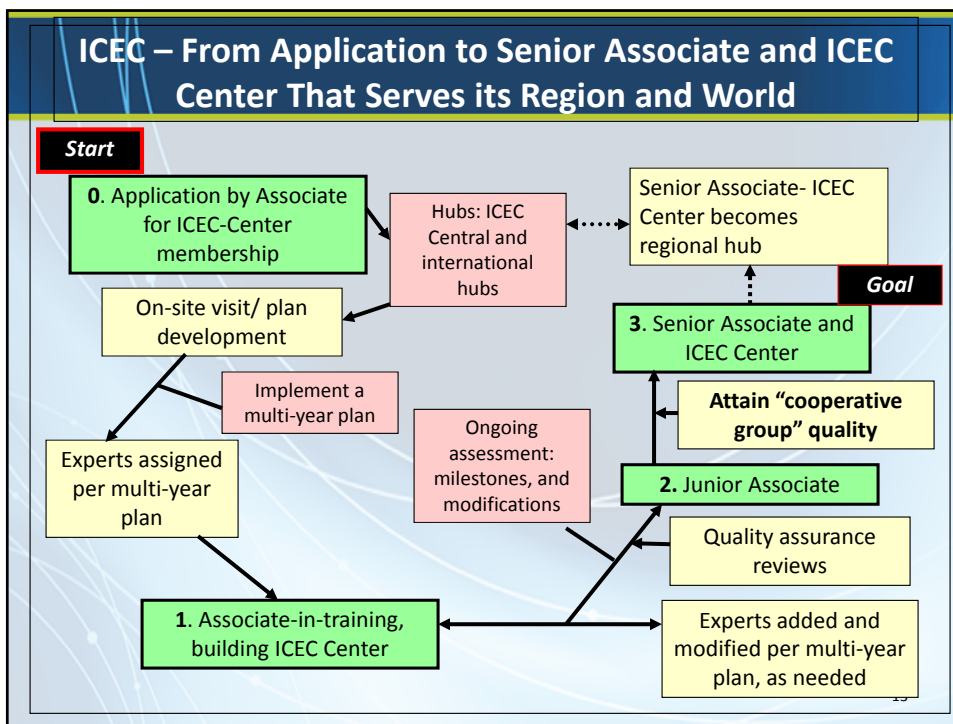 ICEC – From Application to Senior Associate and ICEC
Center That Serves its Region and World
Start
0. Application by Associate
for ICEC-Center
membership
Hubs: ICEC
Central and
international
hubs
Senior Associate- ICEC
Center becomes
regional hub
Goal
On-site visit/ plan
development
3. Senior Associate and
ICEC Center
Implement a
multi-year plan
Attain “cooperative
group” quality
Ongoing
assessment:
milestones, and
modifications
Experts assigned
per multi-year
plan
2. Junior Associate
Quality assurance
reviews
1. Associate-in-training,
building ICEC Center
Experts added and
modified per multi-year
plan, as needed